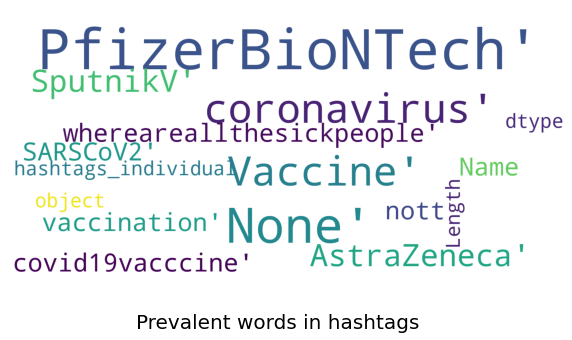 PfizerBioNTech'
SputnikV'
coronavirus'
dtype
whereareallthesickpeople'
SARSCoV2'
hashtags_individual
Vaccine'
Name
object
nott
Length
vaccination'
None'
AstraZeneca'
covid19vacccine'
Prevalent words in hashtags